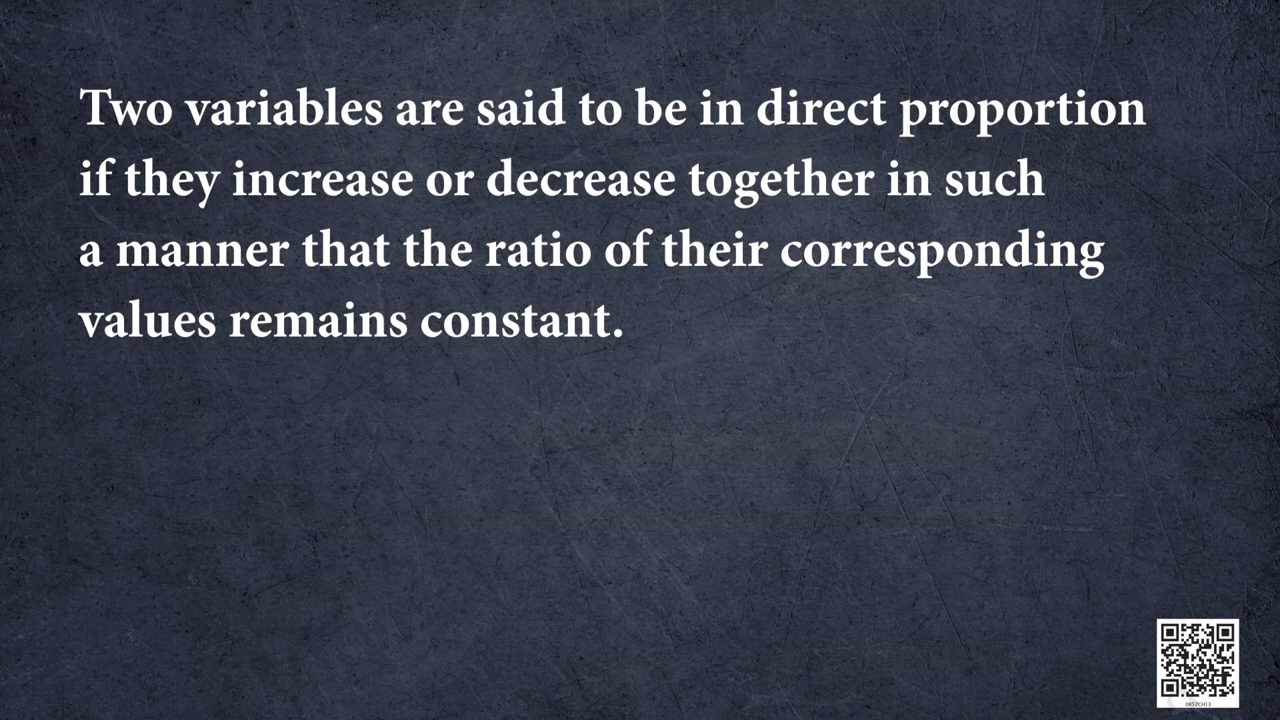 Two variables are said to be in direct proportion
if they increase or decrease together in such
a manner that the ratio of their corresponding
values remains constant.
0852CH13